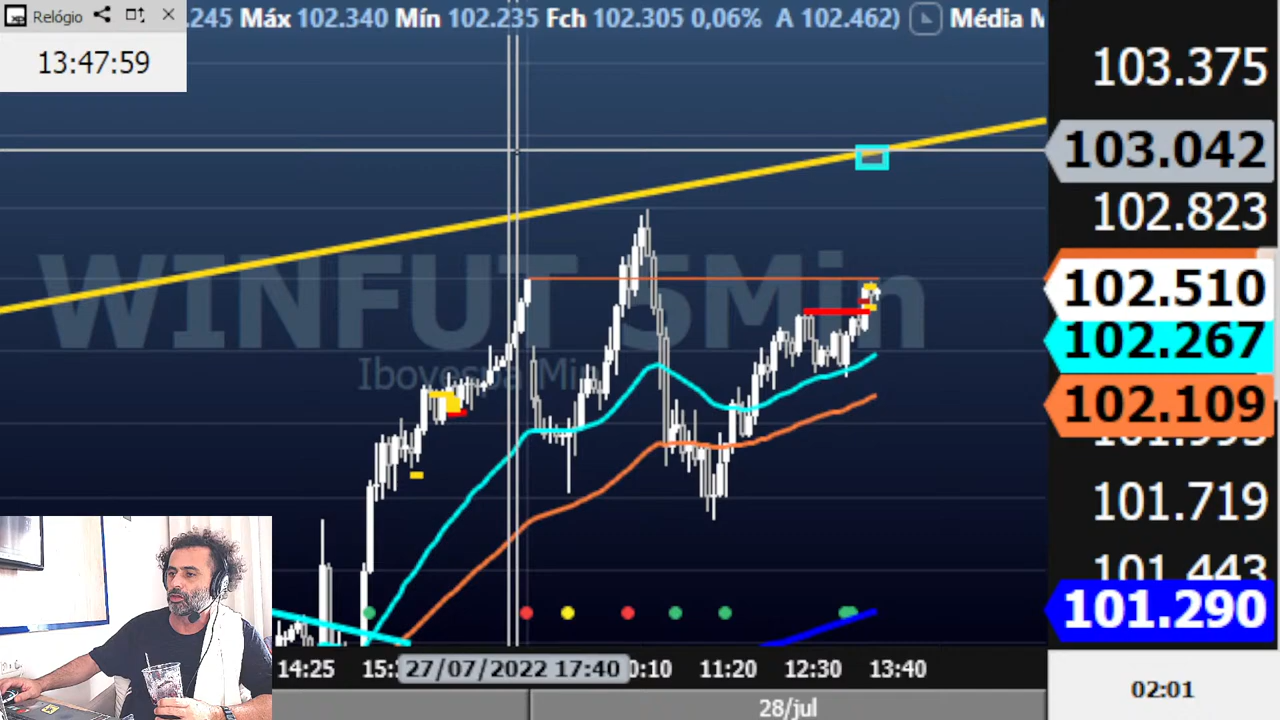 Relógio
13:47:59
.245 Máx 102.340 Mín 102.235 Fch 102.305 0,06% A 102.462) Média M
103.375
103.042
102.823
102.510
102.267
102.109
101.995
101.719
101.443
101.290
WINFUT 5Min
Ibovespa Min
14:25 15: 27/07/2022 17:40 0:10 11:20 12:30 13:40
28/jul
02:01